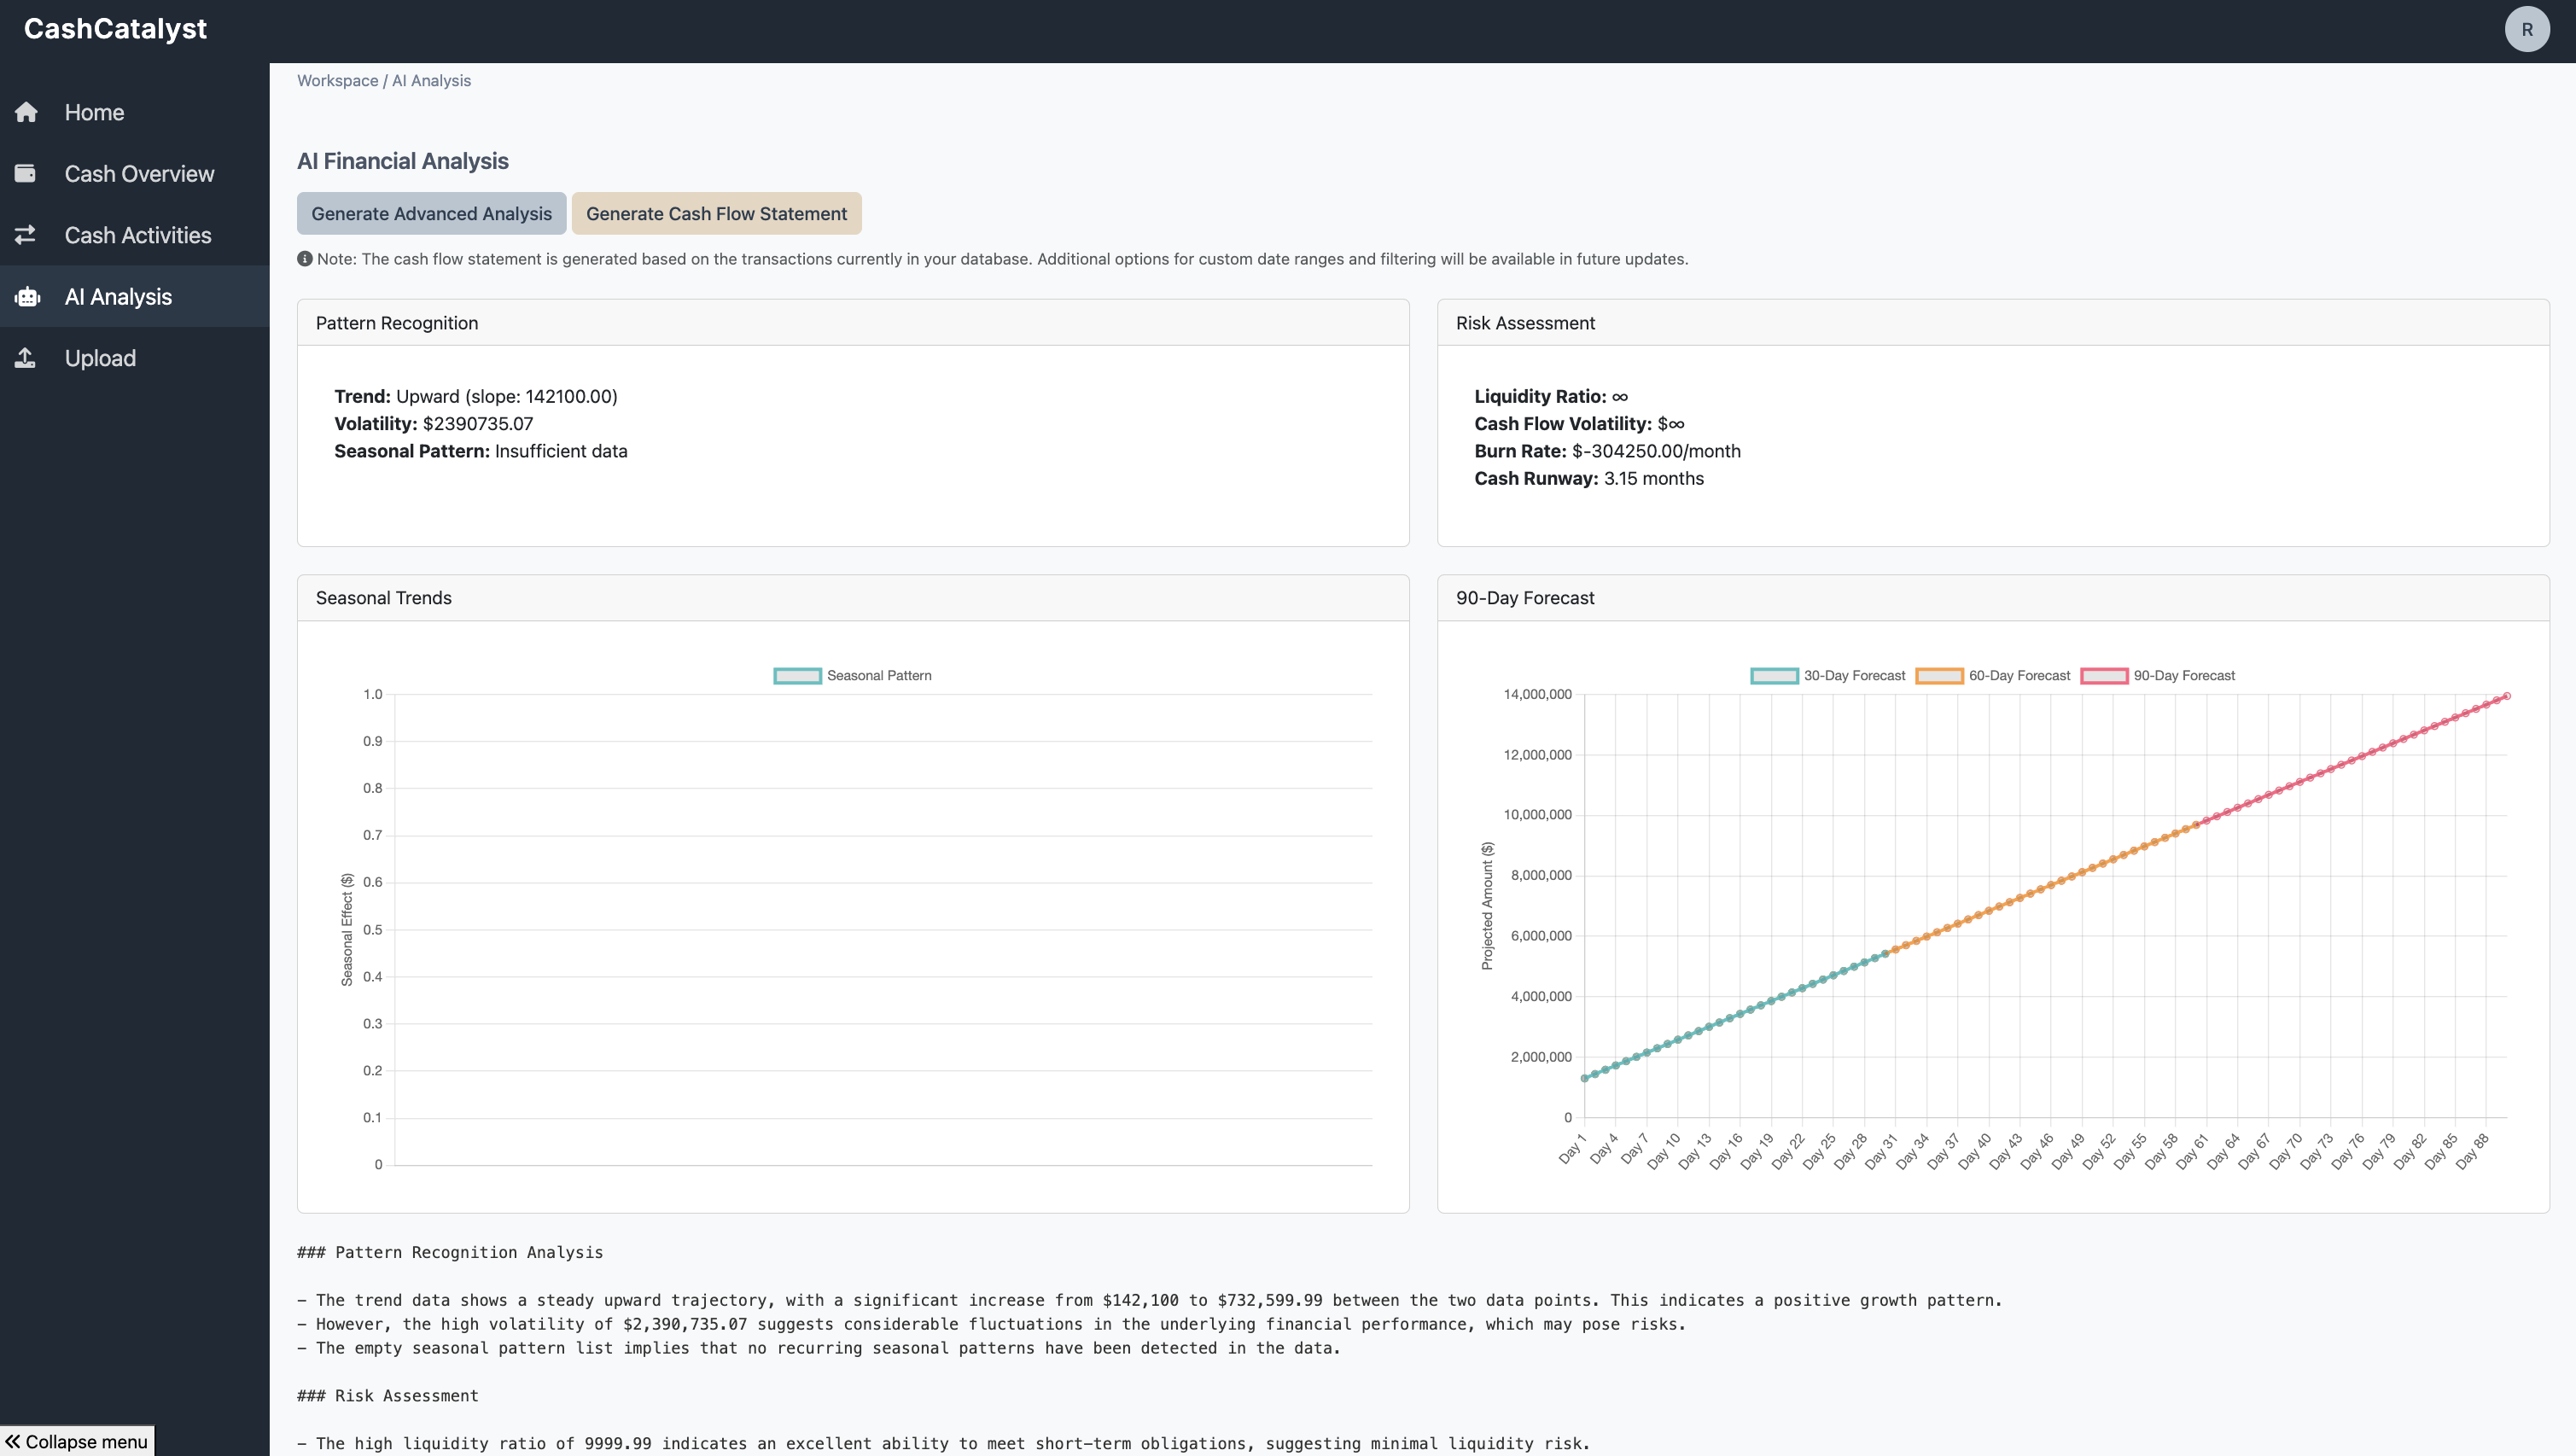 CashCatalyst
R
Home
Cash Overview
Cash Activities
AI Analysis
Upload
Collapse menu
Workspace / AI Analysis
AI Financial Analysis
Generate Advanced Analysis
Generate Cash Flow Statement
Note: The cash flow statement is generated based on the transactions currently in your database. Additional options for custom date ranges and filtering will be available in future updates.
Pattern Recognition
Trend: Upward (slope: 142100.00)
Volatility: $2390735.07
Seasonal Pattern: Insufficient data
Risk Assessment
Liquidity Ratio: ∞
Cash Flow Volatility: $∞
Burn Rate: $-304250.00/month
Cash Runway: 3.15 months
Seasonal Trends
Seasonal Pattern
Seasonal Effect ($)
1.0
0.9
0.8
0.7
0.6
0.5
0.4
0.3
0.2
0.1
0
90-Day Forecast
30-Day Forecast
60-Day Forecast
90-Day Forecast
Projected Amount ($)
14,000,000
12,000,000
10,000,000
8,000,000
6,000,000
4,000,000
2,000,000
0
Day 1
Day 4
Day 7
Day 10
Day 13
Day 16
Day 19
Day 22
Day 25
Day 28
Day 31
Day 34
Day 37
Day 40
Day 43
Day 46
Day 49
Day 52
Day 55
Day 58
Day 61
Day 64
Day 67
Day 70
Day 73
Day 76
Day 79
Day 82
Day 85
Day 88
### Pattern Recognition Analysis
– The trend data shows a steady upward trajectory, with a significant increase from $142,100 to $732,599.99 between the two data points. This indicates a positive growth pattern.
– However, the high volatility of $2,390,735.07 suggests considerable fluctuations in the underlying financial performance, which may pose risks.
– The empty seasonal pattern list implies that no recurring seasonal patterns have been detected in the data.
### Risk Assessment
– The high liquidity ratio of 9999.99 indicates an excellent ability to meet short-term obligations, suggesting minimal liquidity risk.